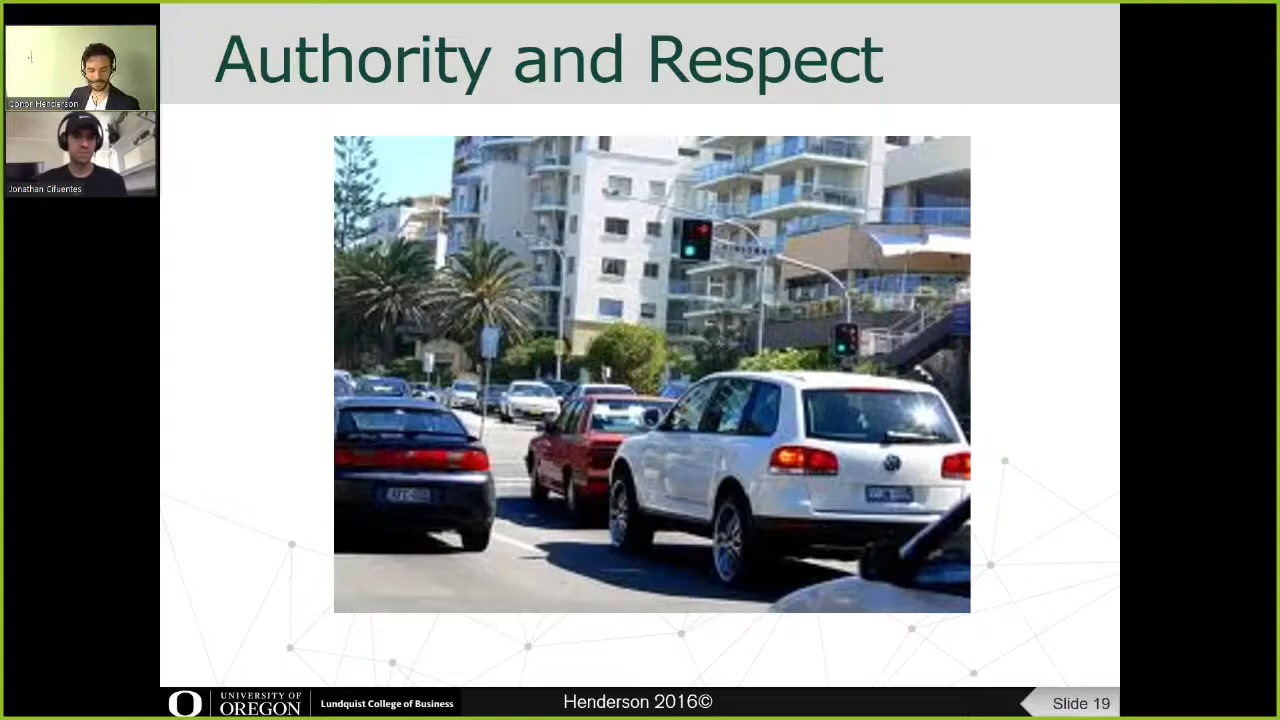 Authority and Respect
Conor Henderson
Jonathan Cifuentes
UNIVERSITY OF
OREGON
Lundquist College of Business
Henderson 2016©
Slide 19